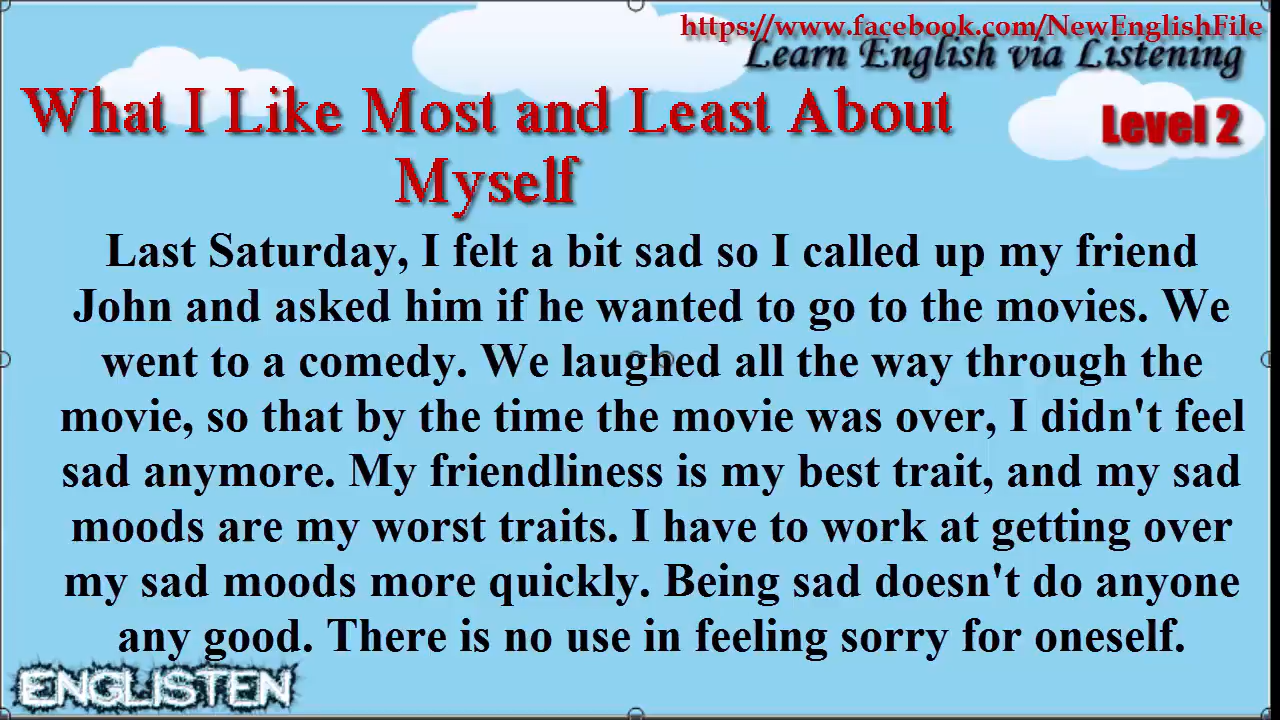 https://www.facebook.com/NewEnglishFile
Learn English via Listening
What I Like Most and Least About
Myself
Level 2
Last Saturday, I felt a bit sad so I called up my friend
John and asked him if he wanted to go to the movies. We
went to a comedy. We laughed all the way through the
movie, so that by the time the movie was over, I didn't feel
sad anymore. My friendliness is my best trait, and my sad
moods are my worst traits. I have to work at getting over
my sad moods more quickly. Being sad doesn't do anyone
any good. There is no use in feeling sorry for oneself.
ENGLISTEN